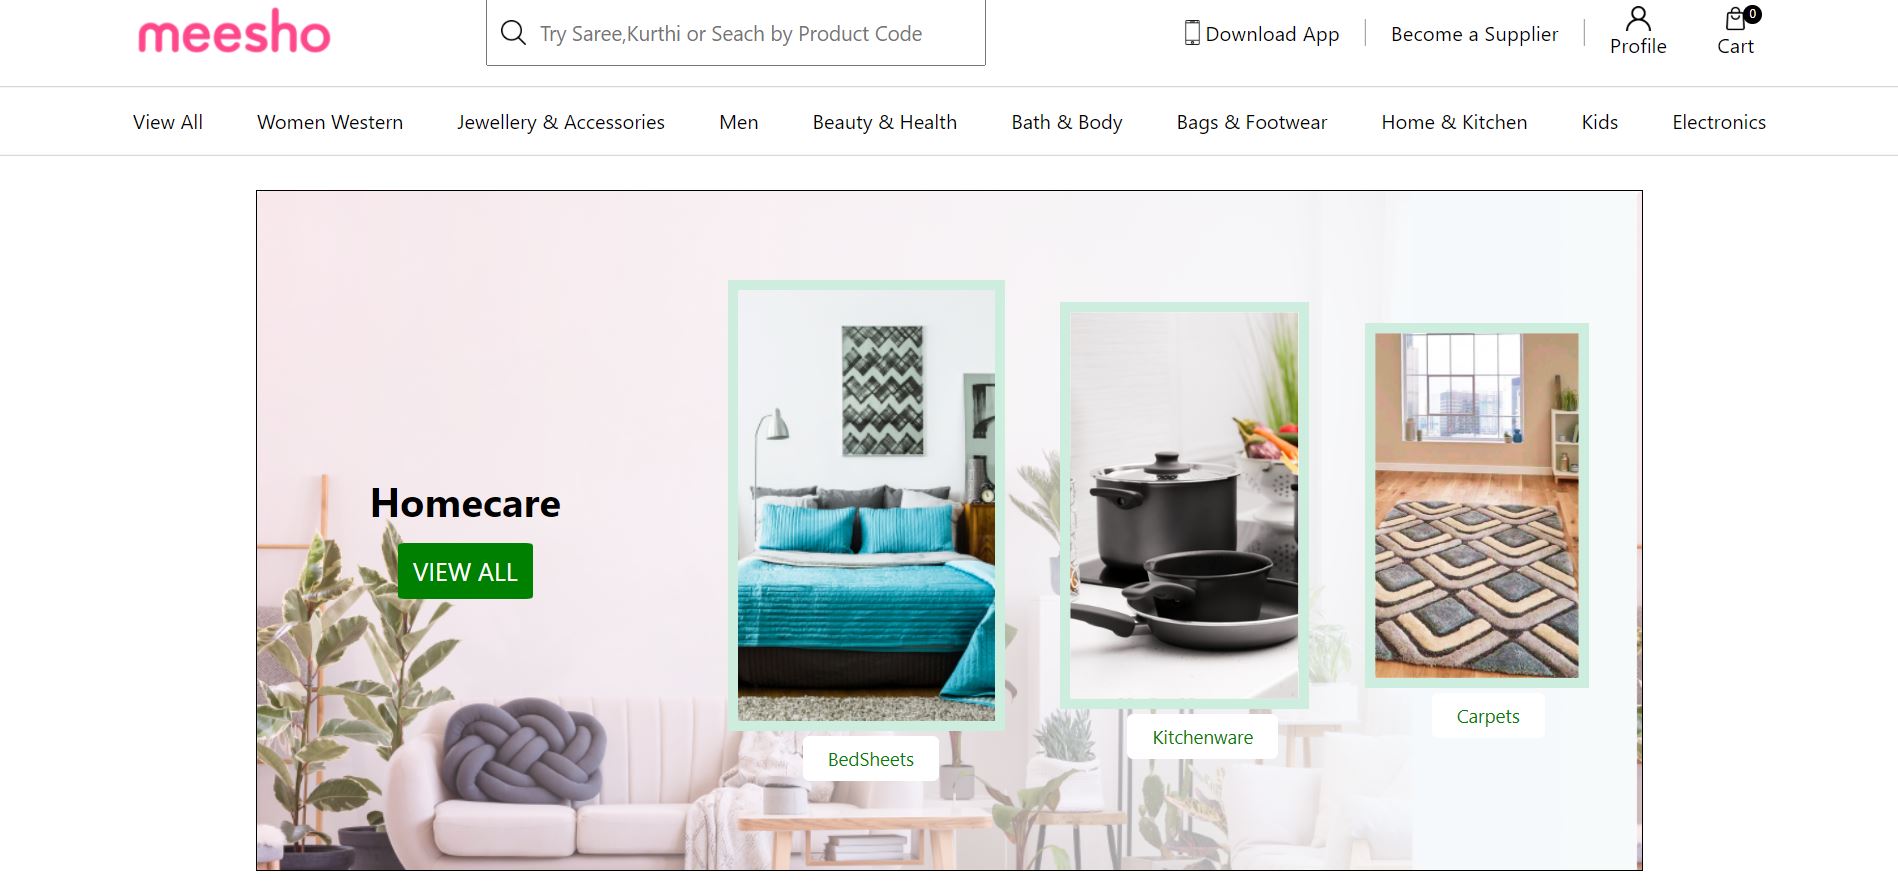 meesho
Try Saree,Kurthi or Seach by Product Code
Download App
Become a Supplier
Profile
0
Cart
View All
Women Western
Jewellery & Accessories
Men
Beauty & Health
Bath & Body
Bags & Footwear
Home & Kitchen
Kids
Electronics
Homecare
VIEW ALL
BedSheets
Kitchenware
Carpets